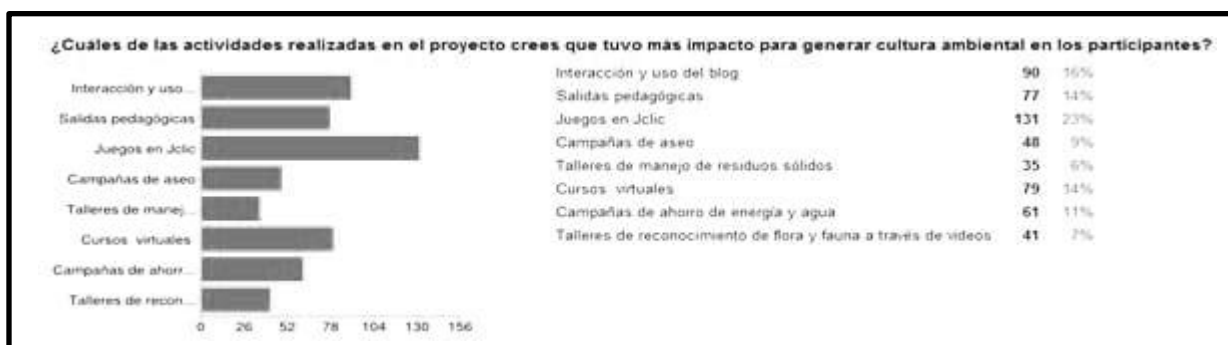 ¿Cuáles de las actividades realizadas en el proyecto crees que tuvo más impacto para generar cultura ambiental en los participantes?
Interacción y uso...
Salidas pedagógicas
Juegos en Jclic
Campañas de aseo
Talleres de manej...
Cursos virtuales
Campañas de ahorr...
Talleres de recon...
0 26 52 78 104 130 156
Interacción y uso del blog 90 16%
Salidas pedagógicas 77 14%
Juegos en Jclic 131 23%
Campañas de aseo 48 9%
Talleres de manejo de residuos sólidos 35 6%
Cursos virtuales 79 14%
Campañas de ahorro de energía y agua 61 11%
Talleres de reconocimiento de flora y fauna a través de videos 41 7%